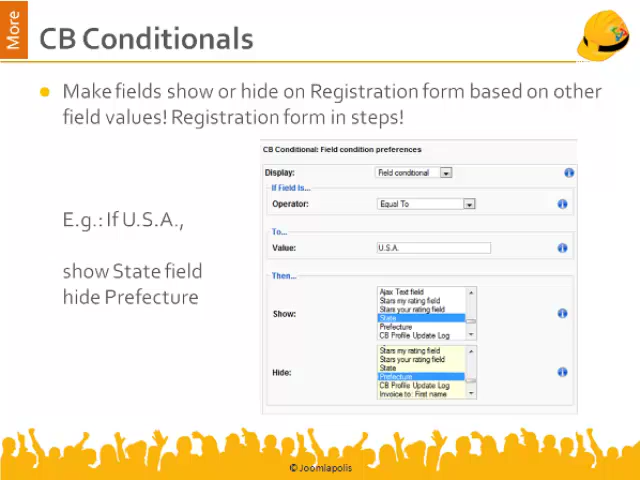 More
CB Conditionals
Make fields show or hide on Registration form based on other
field values! Registration form in steps!
E.g.: If U.S.A.,
show State field
hide Prefecture
CB Conditional: Field condition preferences
Display: Field conditional
If Field Is...
Operator: Equal To
To...
Value: U.S.A.
Then...
Show:
Ajax Text field
Stars my rating field
Stars your rating field
State
Prefecture
CB Profile Update Log
Hide:
Stars my rating field
Stars your rating field
State
Prefecture
CB Profile Update Log
Invoice to: First name
© Joomlapolis